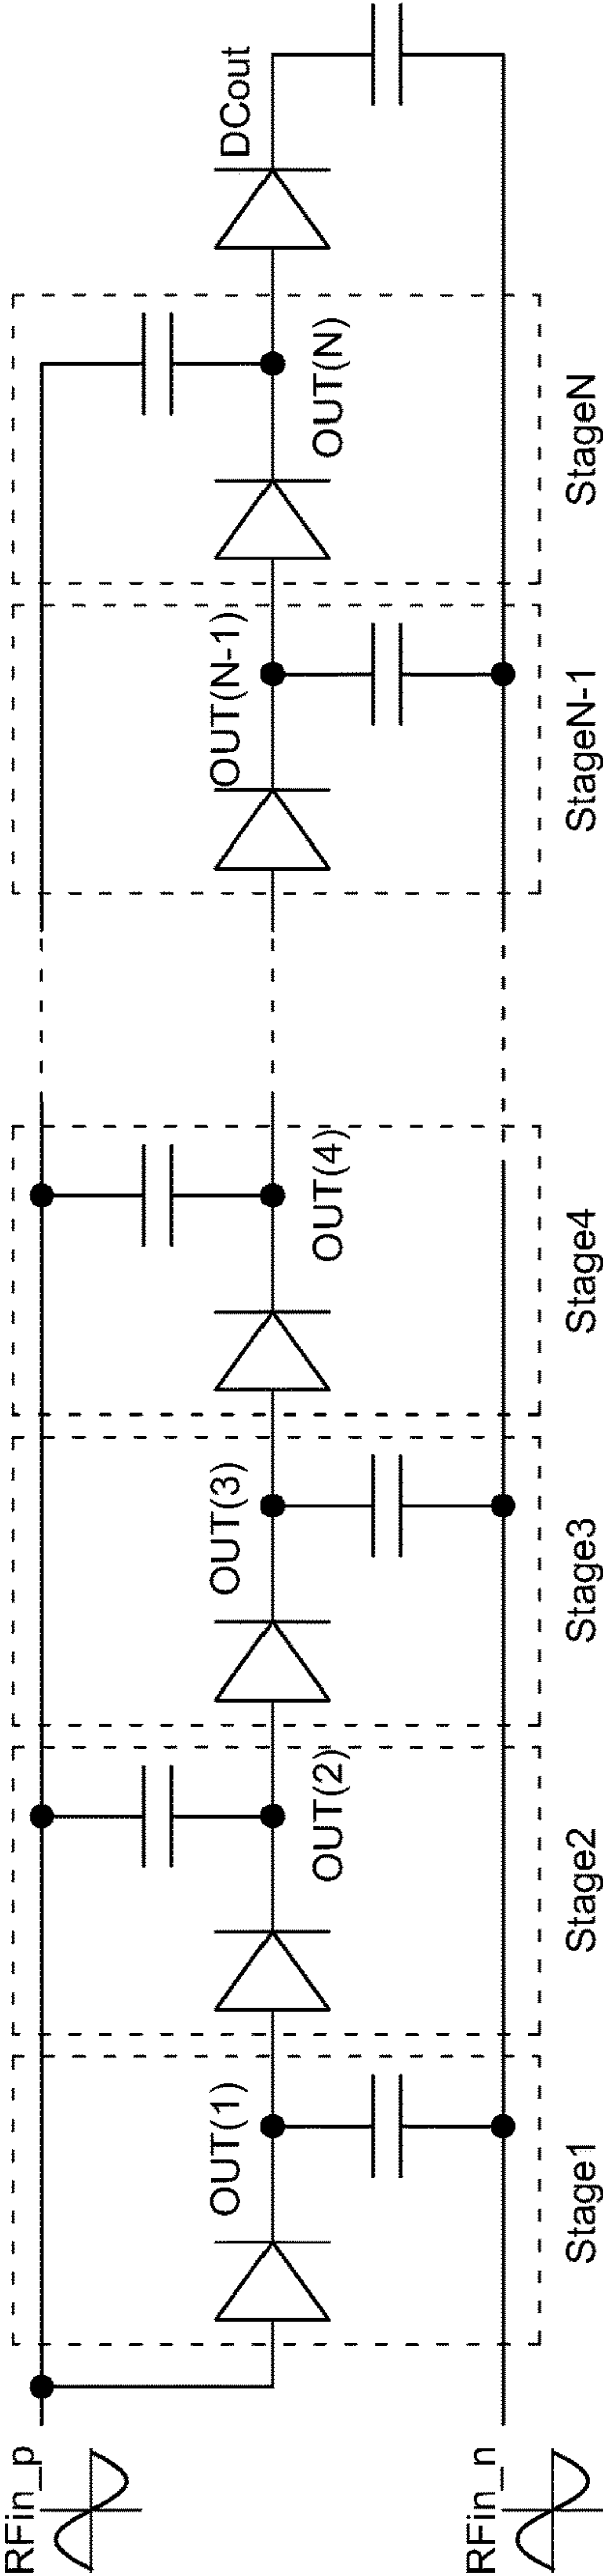 RFin_p
RFin_n
OUT(1)
OUT(2)
OUT(3)
OUT(4)
OUT(N-1)
OUT(N)
DCout
Stage1
Stage2
Stage3
Stage4
StageN-1
StageN